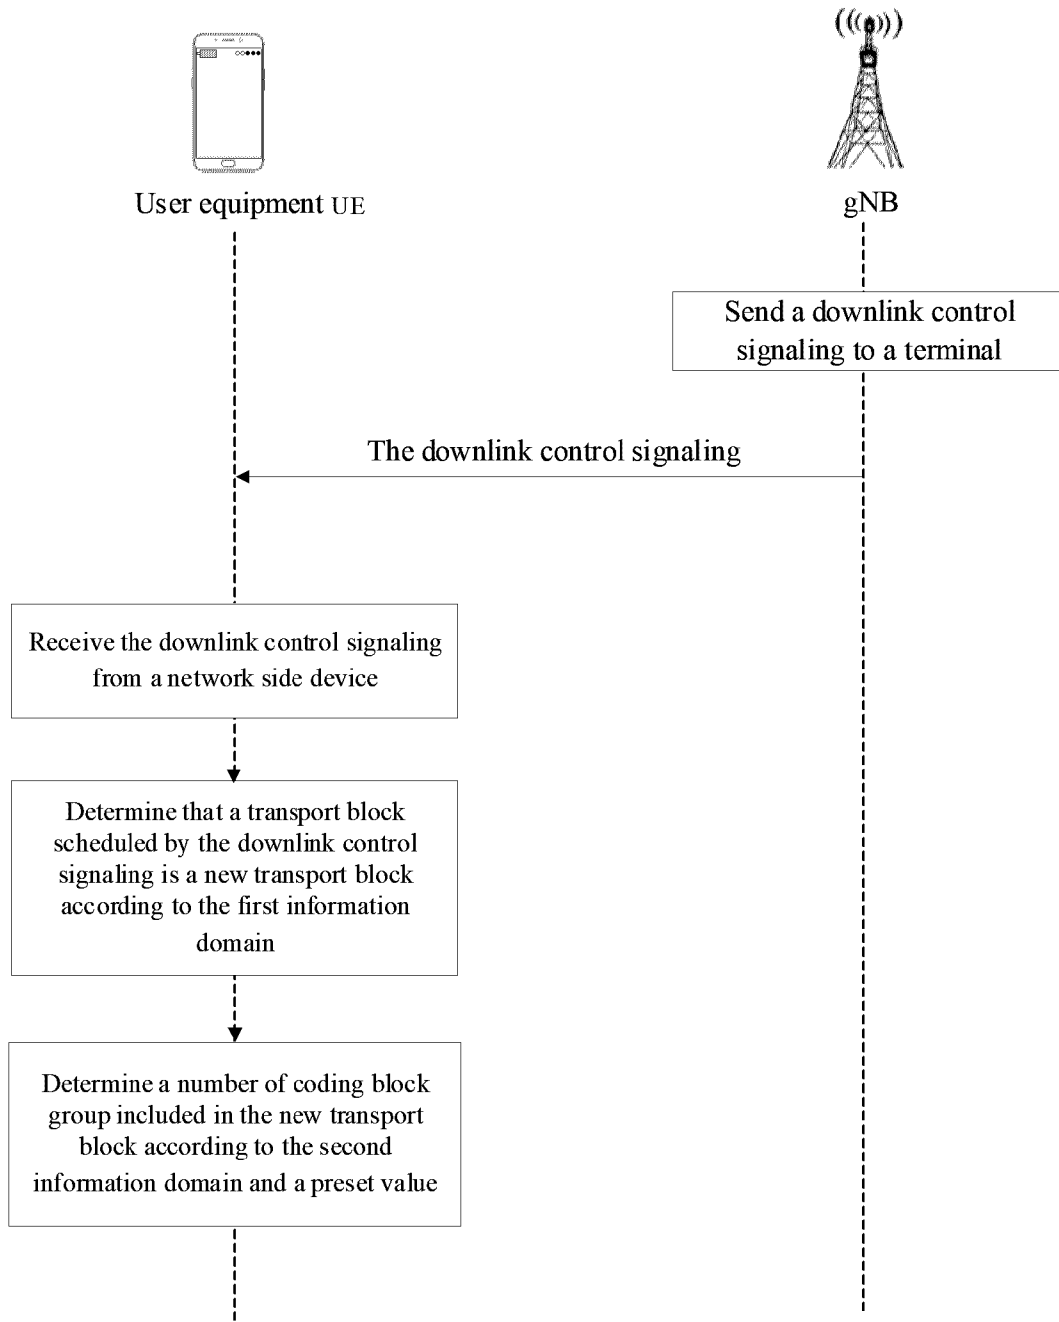 User equipment UE
gNB
Send a downlink control
signaling to a terminal
The downlink control signaling
Receive the downlink control signaling
from a network side device
Determine that a transport block
scheduled by the downlink control
signaling is a new transport block
according to the first information
domain
Determine a number of coding block
group included in the new transport
block according to the second
information domain and a preset value